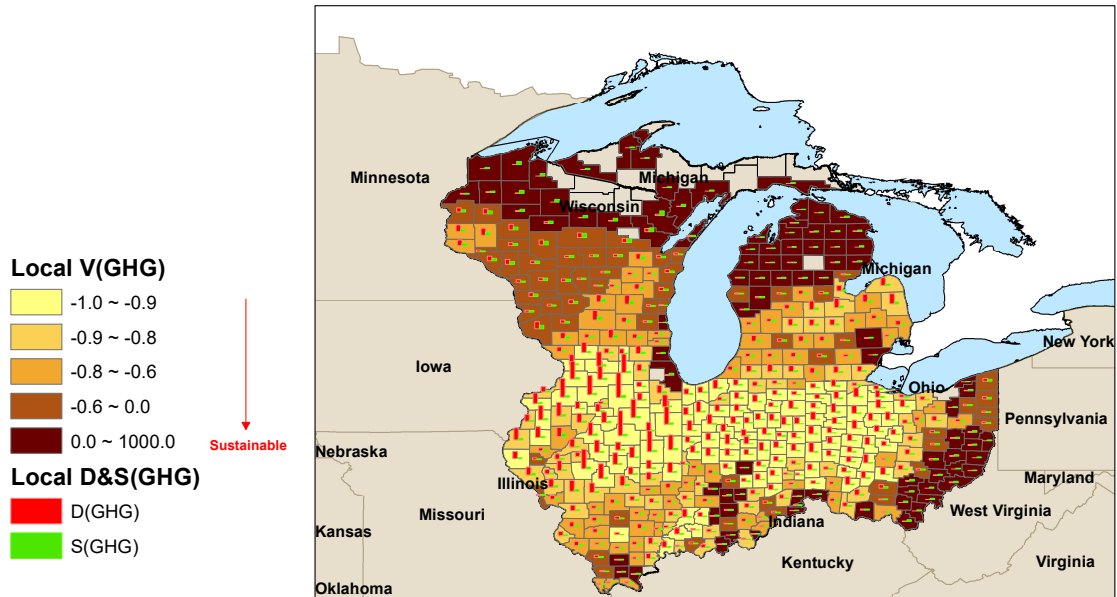 Local V(GHG)
-1.0 ~ -0.9
-0.9 ~ -0.8
-0.8 ~ -0.6
-0.6 ~ 0.0
0.0 ~ 1000.0
Sustainable
Local D&S(GHG)
D(GHG)
S(GHG)
Minnesota
Michigan
Wisconsin
Michigan
New York
Iowa
Ohio
Pennsylvania
Nebraska
Illinois
Maryland
Missouri
West Virginia
Kansas
Indiana
Kentucky
Virginia
Oklahoma